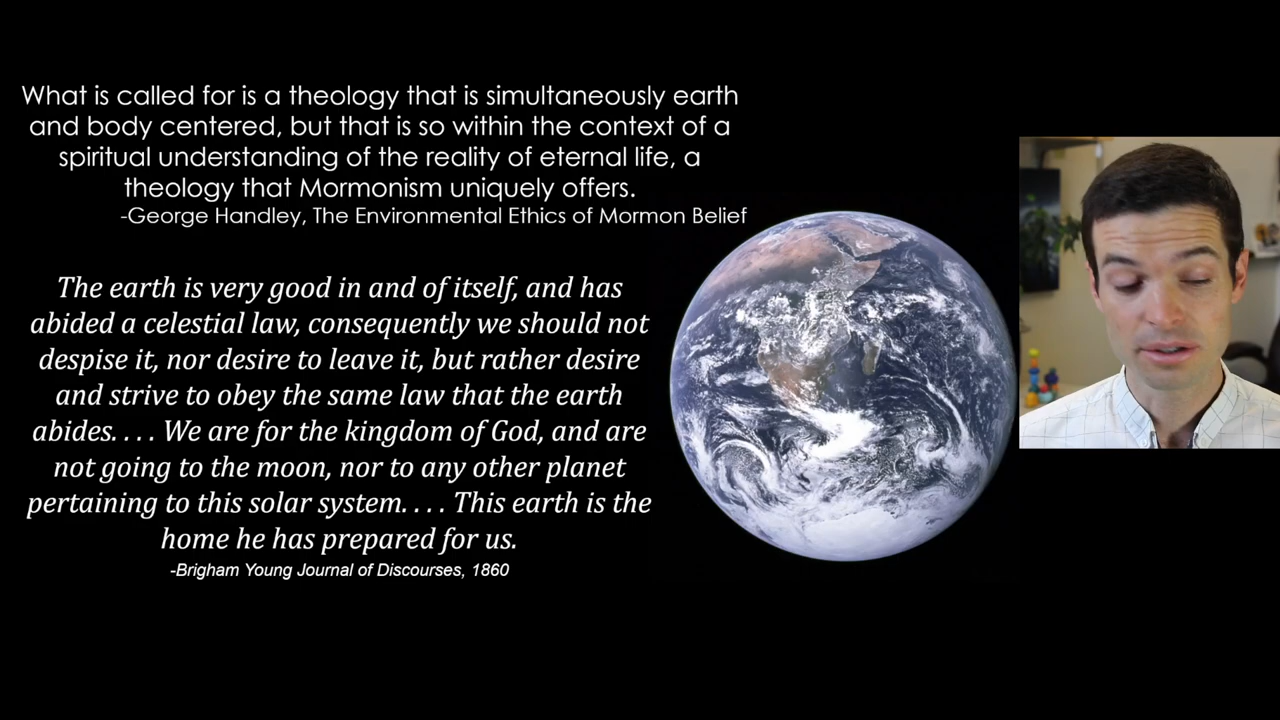 What is called for is a theology that is simultaneously earth
and body centered, but that is so within the context of a
spiritual understanding of the reality of eternal life, a
theology that Mormonism uniquely offers.
-George Handley, The Environmental Ethics of Mormon Belief
The earth is very good in and of itself, and has
abided a celestial law, consequently we should not
despise it, nor desire to leave it, but rather desire
and strive to obey the same law that the earth
abides. . . . We are for the kingdom of God, and are
not going to the moon, nor to any other planet
pertaining to this solar system. . . . This earth is the
home he has prepared for us.
-Brigham Young Journal of Discourses, 1860